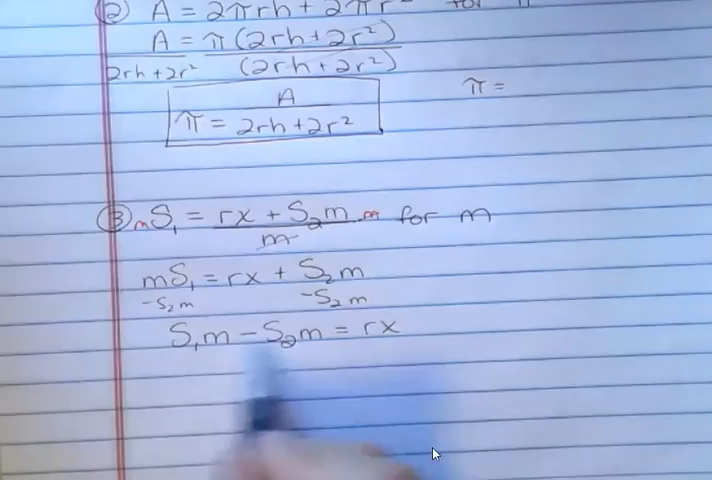 ② A = 2πrh + 2πr² for π
A = π(2rh + 2r²)
2rh + 2r² (2rh + 2r²)
π =
A
π = 2rh + 2r²
③ mS₁ = rx + S₂m m for m
m
mS₁ = rx + S₂m
-S₂m -S₂m
S₁m - S₂m = rx